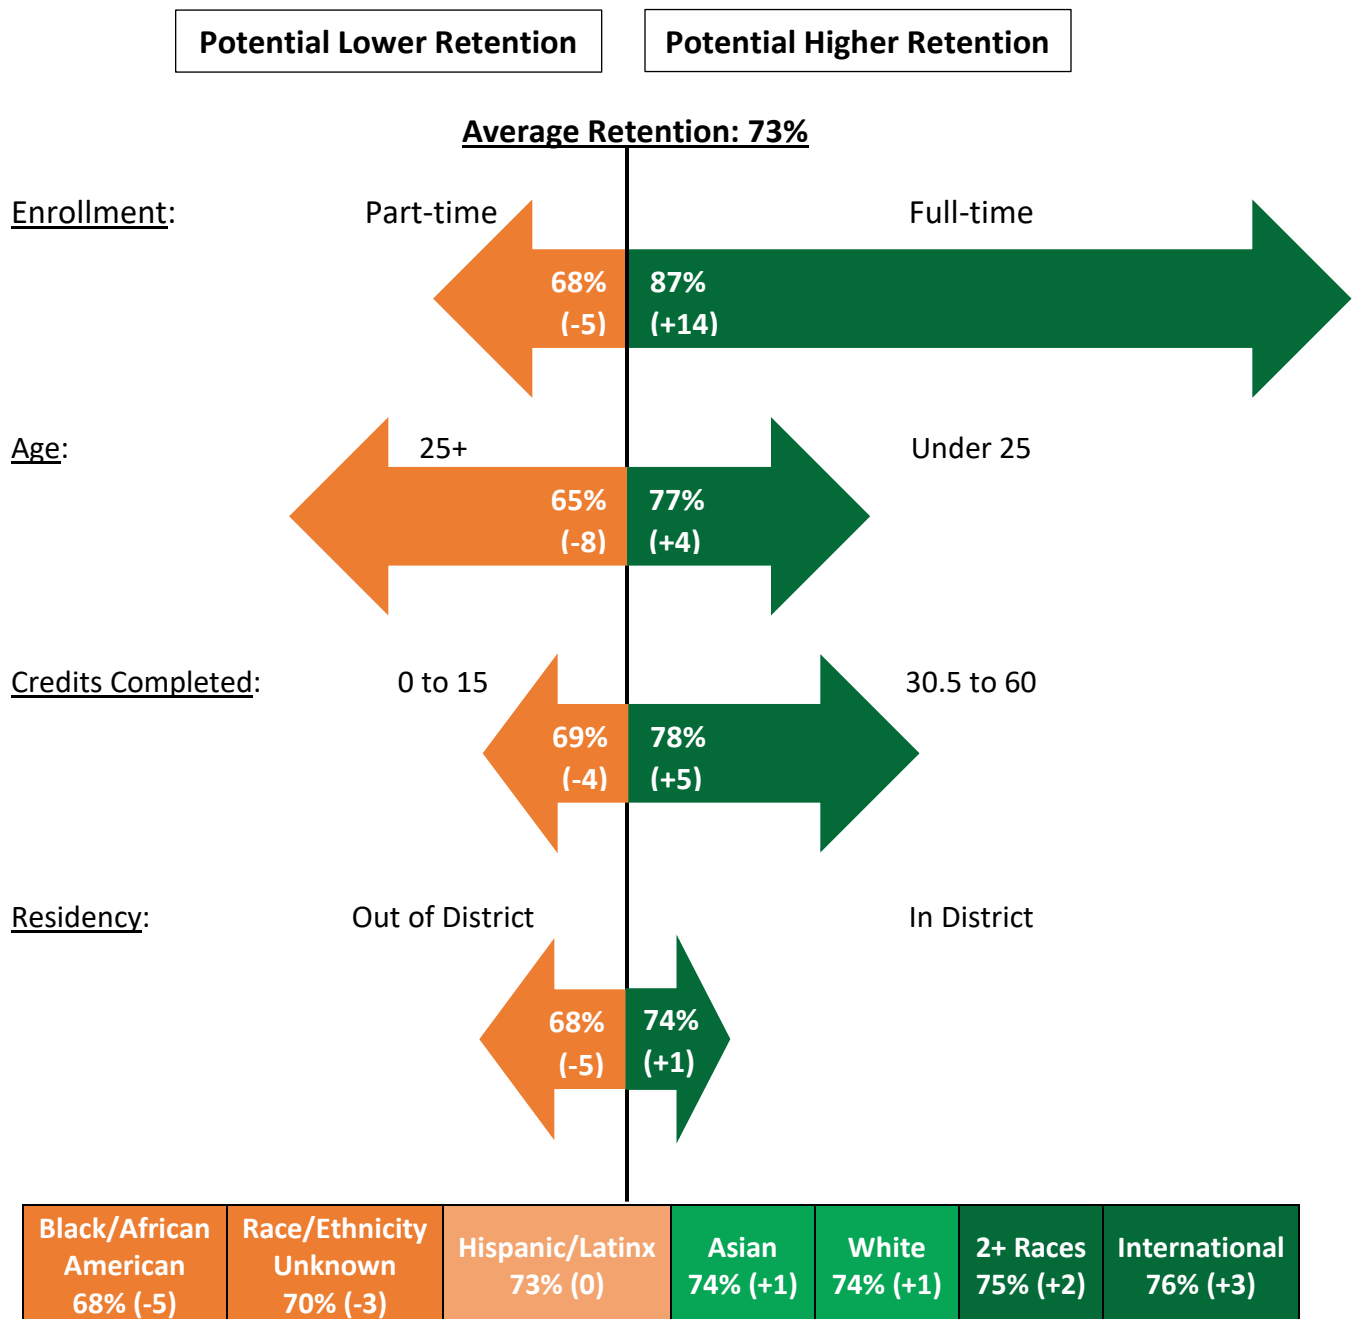 Potential Lower Retention
Potential Higher Retention
Average Retention: 73%
Enrollment:
Part-time
Full-time
68%
(-5)
87%
(+14)
Age:
25+
Under 25
65%
(-8)
77%
(+4)
Credits Completed:
0 to 15
30.5 to 60
69%
(-4)
78%
(+5)
Residency:
Out of District
In District
68%
(-5)
74%
(+1)
Black/African
American
68% (-5)
Race/Ethnicity
Unknown
70% (-3)
Hispanic/Latinx
73% (0)
Asian
74% (+1)
White
74% (+1)
2+ Races
75% (+2)
International
76% (+3)